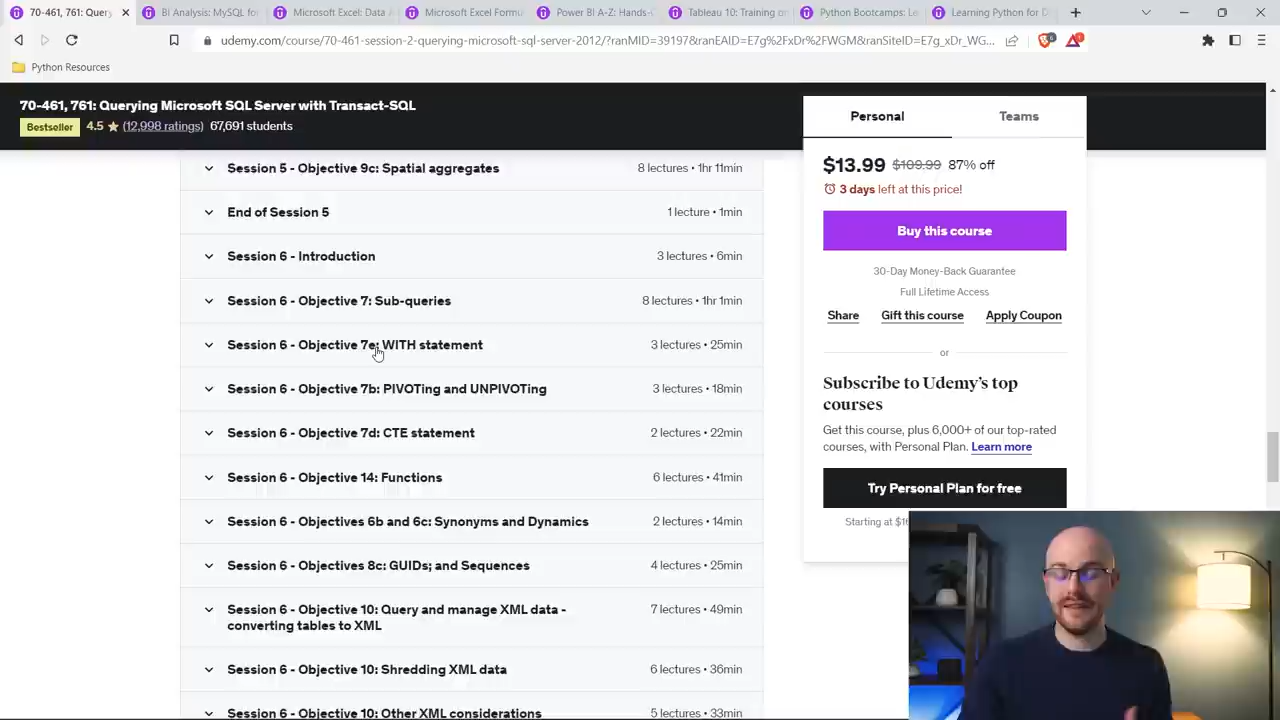 70-461, 761: Query
BI Analysis: MySQL for
Microsoft Excel: Data A
Microsoft Excel Formu
Power BI A-Z: Hands-
Tableau 10: Training on
Python Bootcamps: Le
Learning Python for D
udemy.com/course/70-461-session-2-querying-microsoft-sql-server-2012/?ranMID=39197&ranEAID=E7g%2FxDr%2FWGM&ranSiteID=E7g_xDr_WG...
Python Resources
70-461, 761: Querying Microsoft SQL Server with Transact-SQL
Bestseller 4.5 ★ (12,998 ratings) 67,691 students
Session 5 - Objective 9c: Spatial aggregates 8 lectures • 1hr 11min
End of Session 5 1 lecture • 1min
Session 6 - Introduction 3 lectures • 6min
Session 6 - Objective 7: Sub-queries 8 lectures • 1hr 1min
Session 6 - Objective 7e: WITH statement 3 lectures • 25min
Session 6 - Objective 7b: PIVOTing and UNPIVOTing 3 lectures • 18min
Session 6 - Objective 7d: CTE statement 2 lectures • 22min
Session 6 - Objective 14: Functions 6 lectures • 41min
Session 6 - Objectives 6b and 6c: Synonyms and Dynamics 2 lectures • 14min
Session 6 - Objectives 8c: GUIDs; and Sequences 4 lectures • 25min
Session 6 - Objective 10: Query and manage XML data - 7 lectures • 49min
converting tables to XML
Session 6 - Objective 10: Shredding XML data 6 lectures • 36min
Session 6 - Objective 10: Other XML considerations 5 lectures • 33min
Personal Teams
$13.99 $109.99 87% off
3 days left at this price!
Buy this course
30-Day Money-Back Guarantee
Full Lifetime Access
Share Gift this course Apply Coupon
or
Subscribe to Udemy's top
courses
Get this course, plus 6,000+ of our top-rated
courses, with Personal Plan. Learn more
Try Personal Plan for free
Starting at